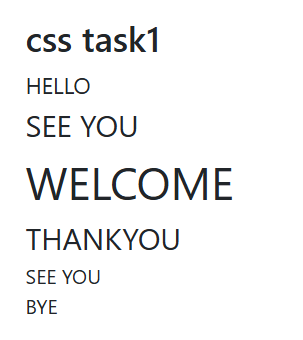 css task1
HELLO
SEE YOU
WELCOME
THANKYOU
SEE YOU
BYE